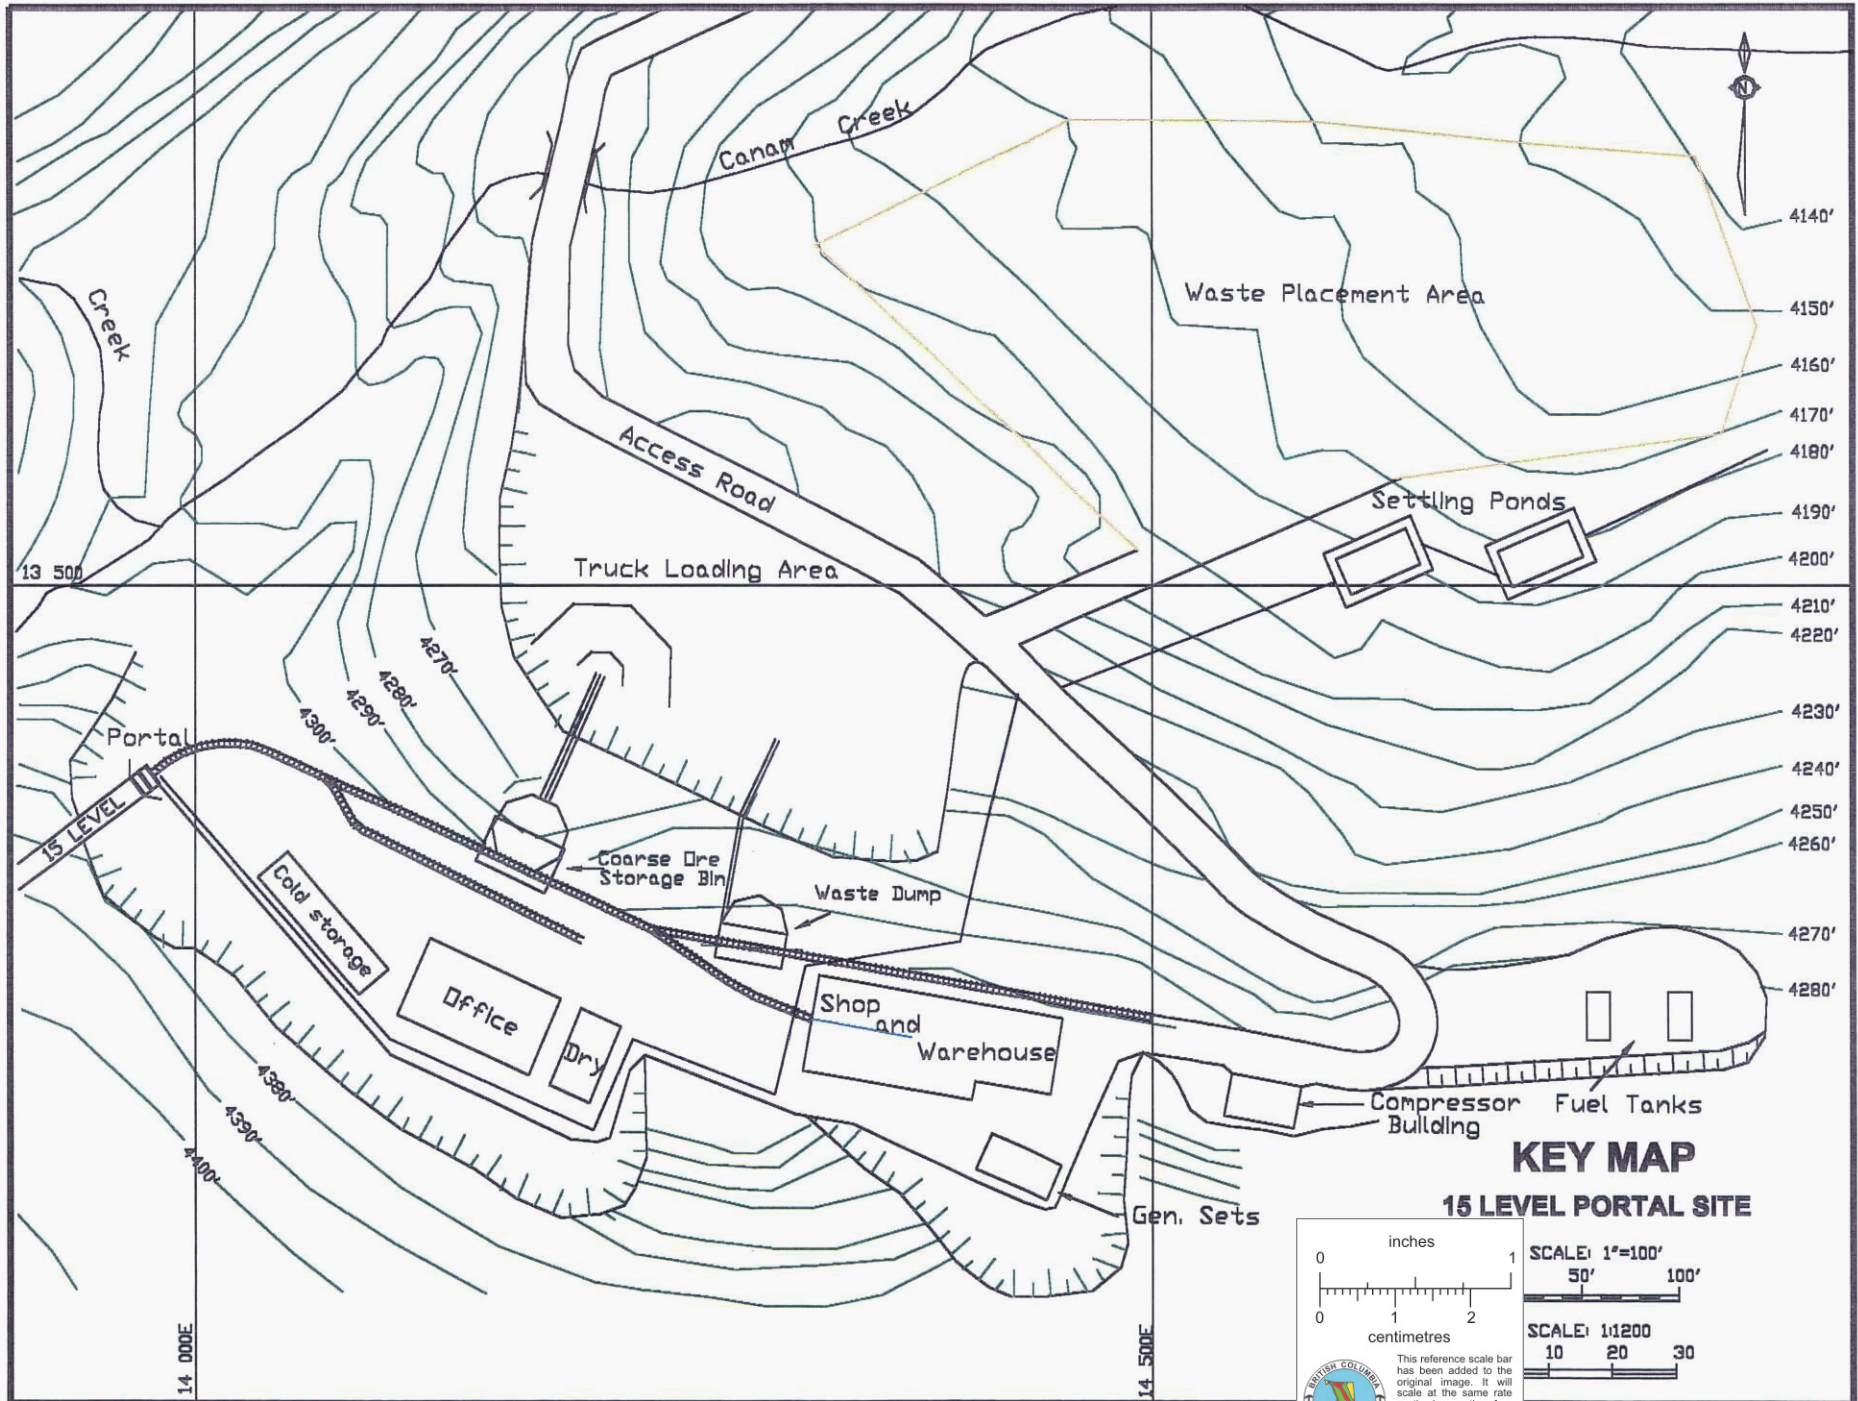 Canam Creek
N
4140'
Creek
Waste Placement Area
4150'
4160'
4170'
Access Road
4180'
Settling Ponds
4190'
4200'
13 500
Truck Loading Area
4210'
4220'
4270'
4280'
4290'
4300'
4230'
Portal
4240'
15 LEVEL
4250'
4260'
Coarse Ore
Storage Bin
Waste Dump
Cold storage
4270'
4280'
Office
Shop
and
Warehouse
Dry
4380'
4390'
4400'
Compressor
Building
Fuel Tanks
KEY MAP
15 LEVEL PORTAL SITE
Gen. Sets
SCALE: 1"=100'
50' 100'
SCALE: 1:1200
10 20 30
inches
0 1
0 1 2
centimetres
BRITISH COLUMBIA
This reference scale bar
has been added to the
original image. It will
scale at the same rate
14 000E
14 500E